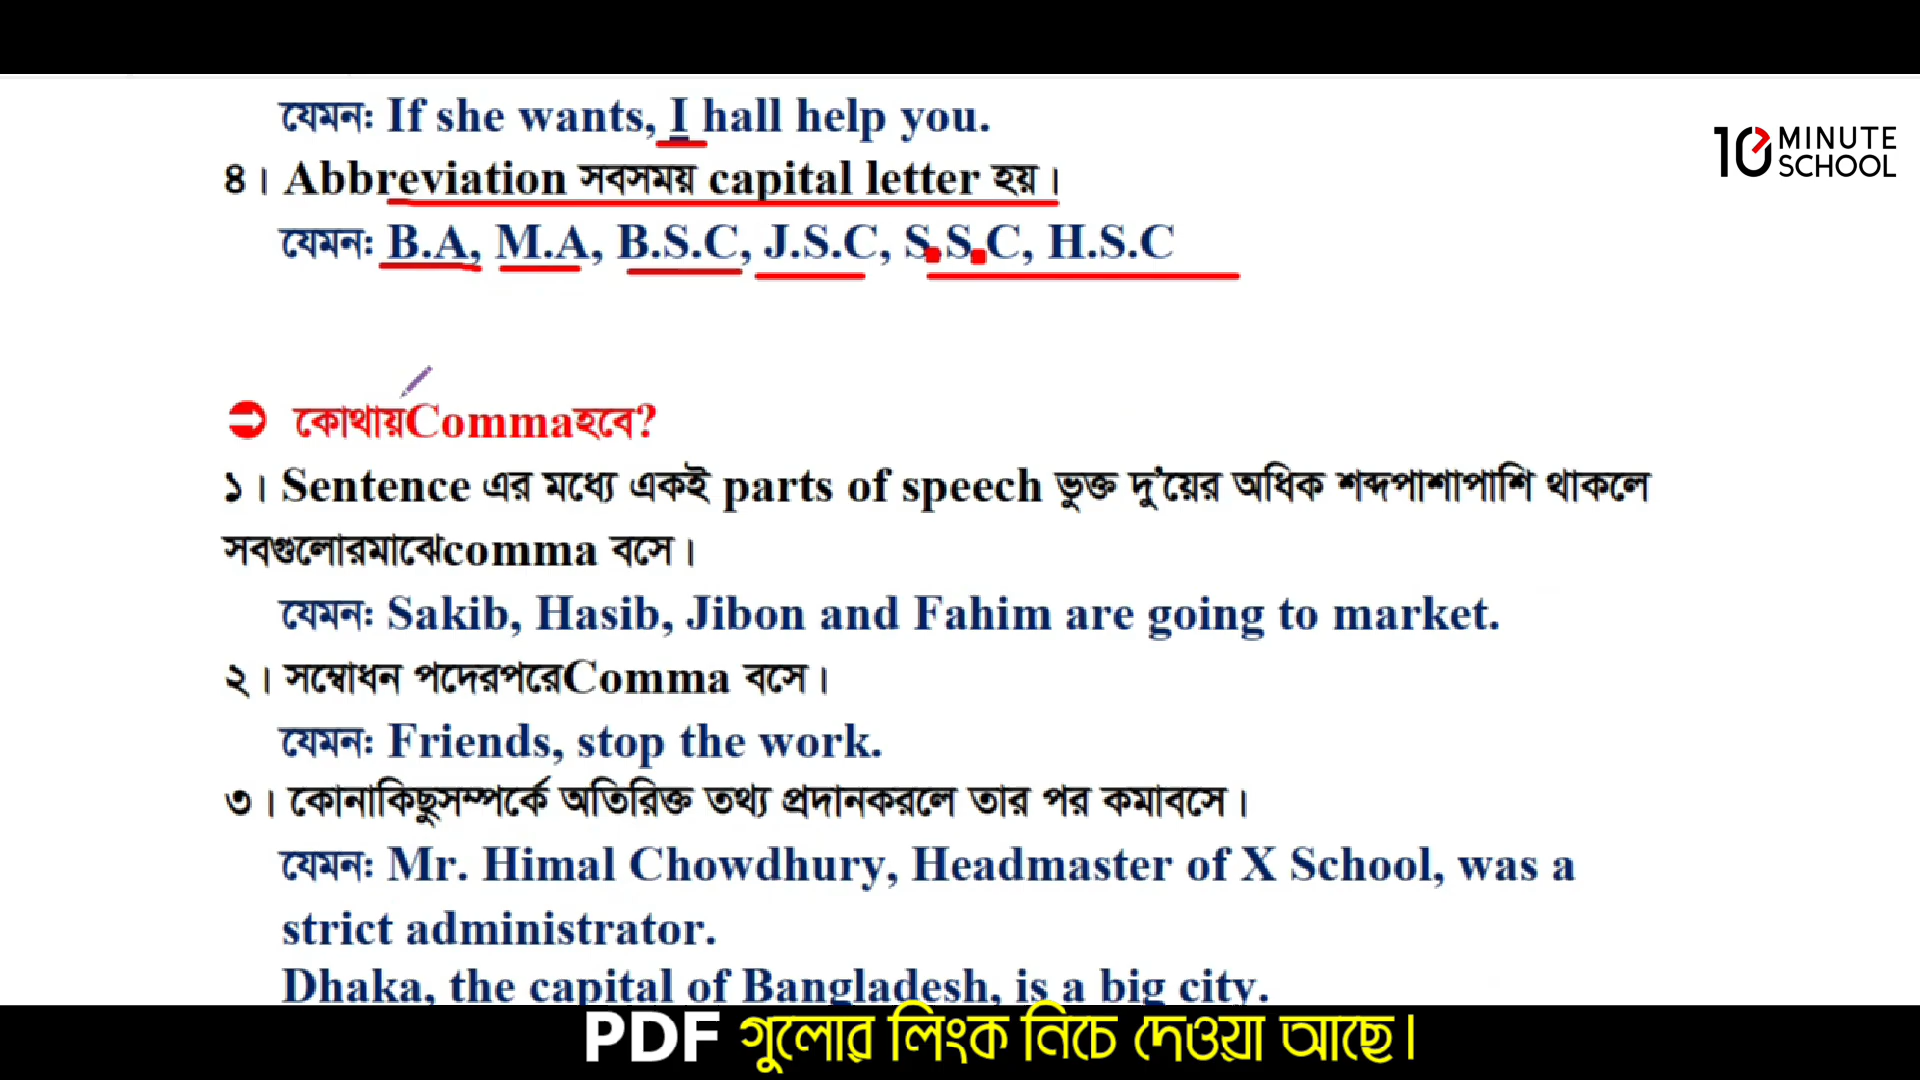 যেমনঃ If she wants, I hall help you.
10 MINUTE SCHOOL
৪। Abbreviation সবসময় capital letter হয়।
যেমনঃ B.A, M.A, B.S.C, J.S.C, S.S.C, H.S.C
কোথায়Commaহবে?
১। Sentence এর মধ্যে একই parts of speech ভুক্ত দু'য়ের অধিক শব্দপাশাপাশি থাকলে
সবগুলোরমাঝেcomma বসে।
যেমনঃ Sakib, Hasib, Jibon and Fahim are going to market.
২। সম্বোধন পদেরপরেComma বসে।
যেমনঃ Friends, stop the work.
৩। কোনাকিছুসম্পর্কে অতিরিক্ত তথ্য প্রদানকরলে তার পর কমাবসে।
যেমনঃ Mr. Himal Chowdhury, Headmaster of X School, was a
strict administrator.
Dhaka, the capital of Bangladesh, is a big city.
PDF গুলোর লিংক নিচে দেওয়া আছে।